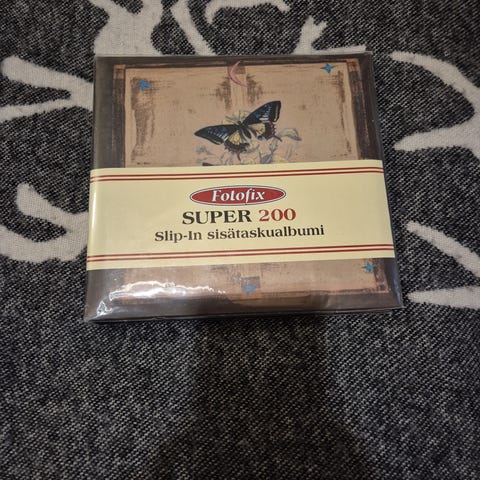 Fotofix
SUPER 200
Slip-In sisätaskualbumi